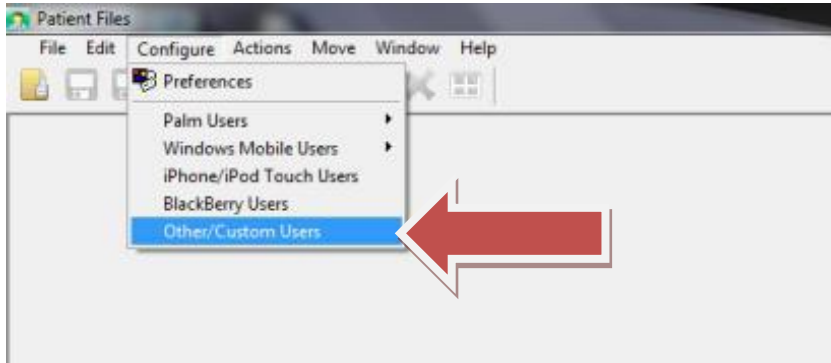 Patient Files
File Edit Configure Actions Move Window Help
Preferences
Palm Users
Windows Mobile Users
iPhone/iPod Touch Users
BlackBerry Users
Other/Custom Users